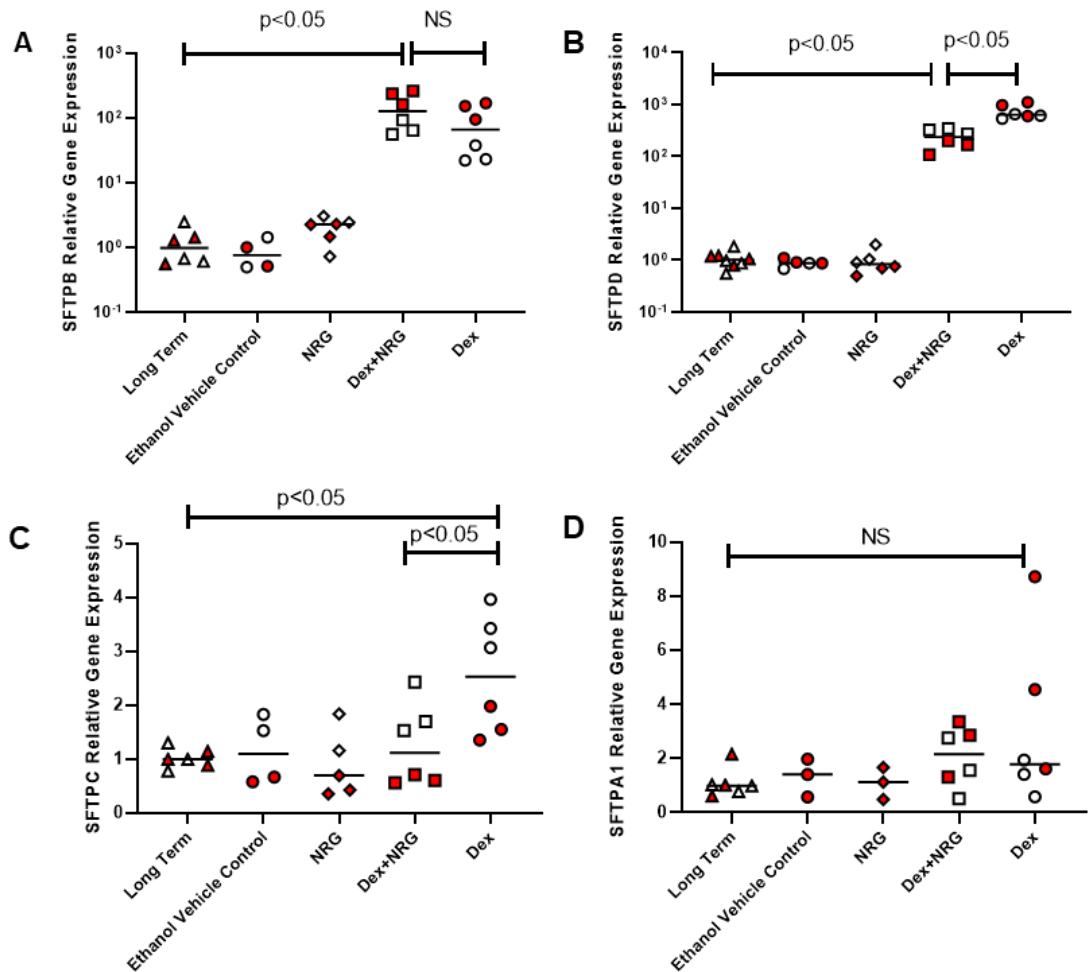 A
p<0.05
NS
SFTPB Relative Gene Expression
10³
10²
10¹
10⁰
10⁻¹
Long Term
Ethanol Vehicle Control
NRG
Dex+NRG
Dex
B
p<0.05
p<0.05
SFTPD Relative Gene Expression
10⁴
10³
10²
10¹
10⁰
10⁻¹
Long Term
Ethanol Vehicle Control
NRG
Dex+NRG
Dex
C
p<0.05
p<0.05
SFTPC Relative Gene Expression
5
4
3
2
1
0
Long Term
Ethanol Vehicle Control
NRG
Dex+NRG
Dex
D
NS
SFTPA1 Relative Gene Expression
10
8
6
4
2
0
Long Term
Ethanol Vehicle Control
NRG
Dex+NRG
Dex